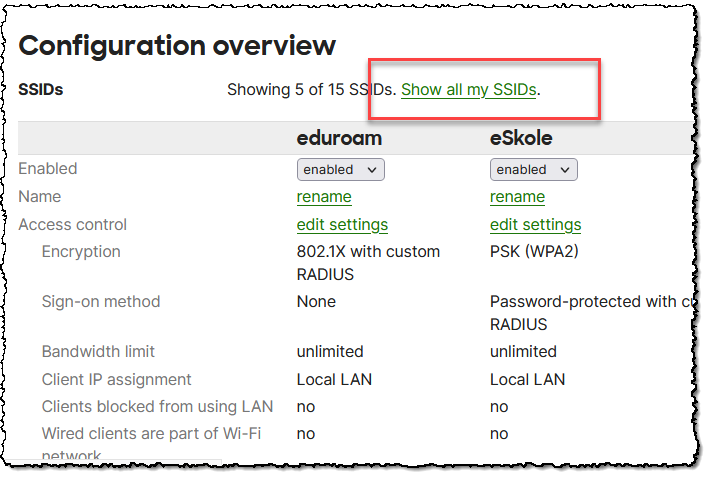 Configuration overview
SSIDs Showing 5 of 15 SSIDs. Show all my SSIDs.
eduroam eSkole
Enabled enabled enabled
Name rename rename
Access control edit settings edit settings
Encryption 802.1X with custom PSK (WPA2)
RADIUS
Sign-on method None Password-protected with
RADIUS
Bandwidth limit unlimited unlimited
Client IP assignment Local LAN Local LAN
Clients blocked from using LAN no no
Wired clients are part of Wi-Fi no no
network